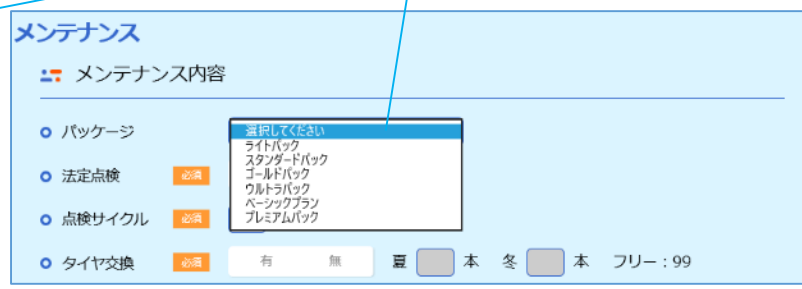 メンテナンス
メンテナンス内容
パッケージ
選択してください
ライトパック
スタンダードパック
ゴールドパック
ウルトラパック
ベーシックプラン
プレミアムパック
法定点検 必須
点検サイクル 必須
タイヤ交換 必須 有 無 夏 本 冬 本 フリー：99